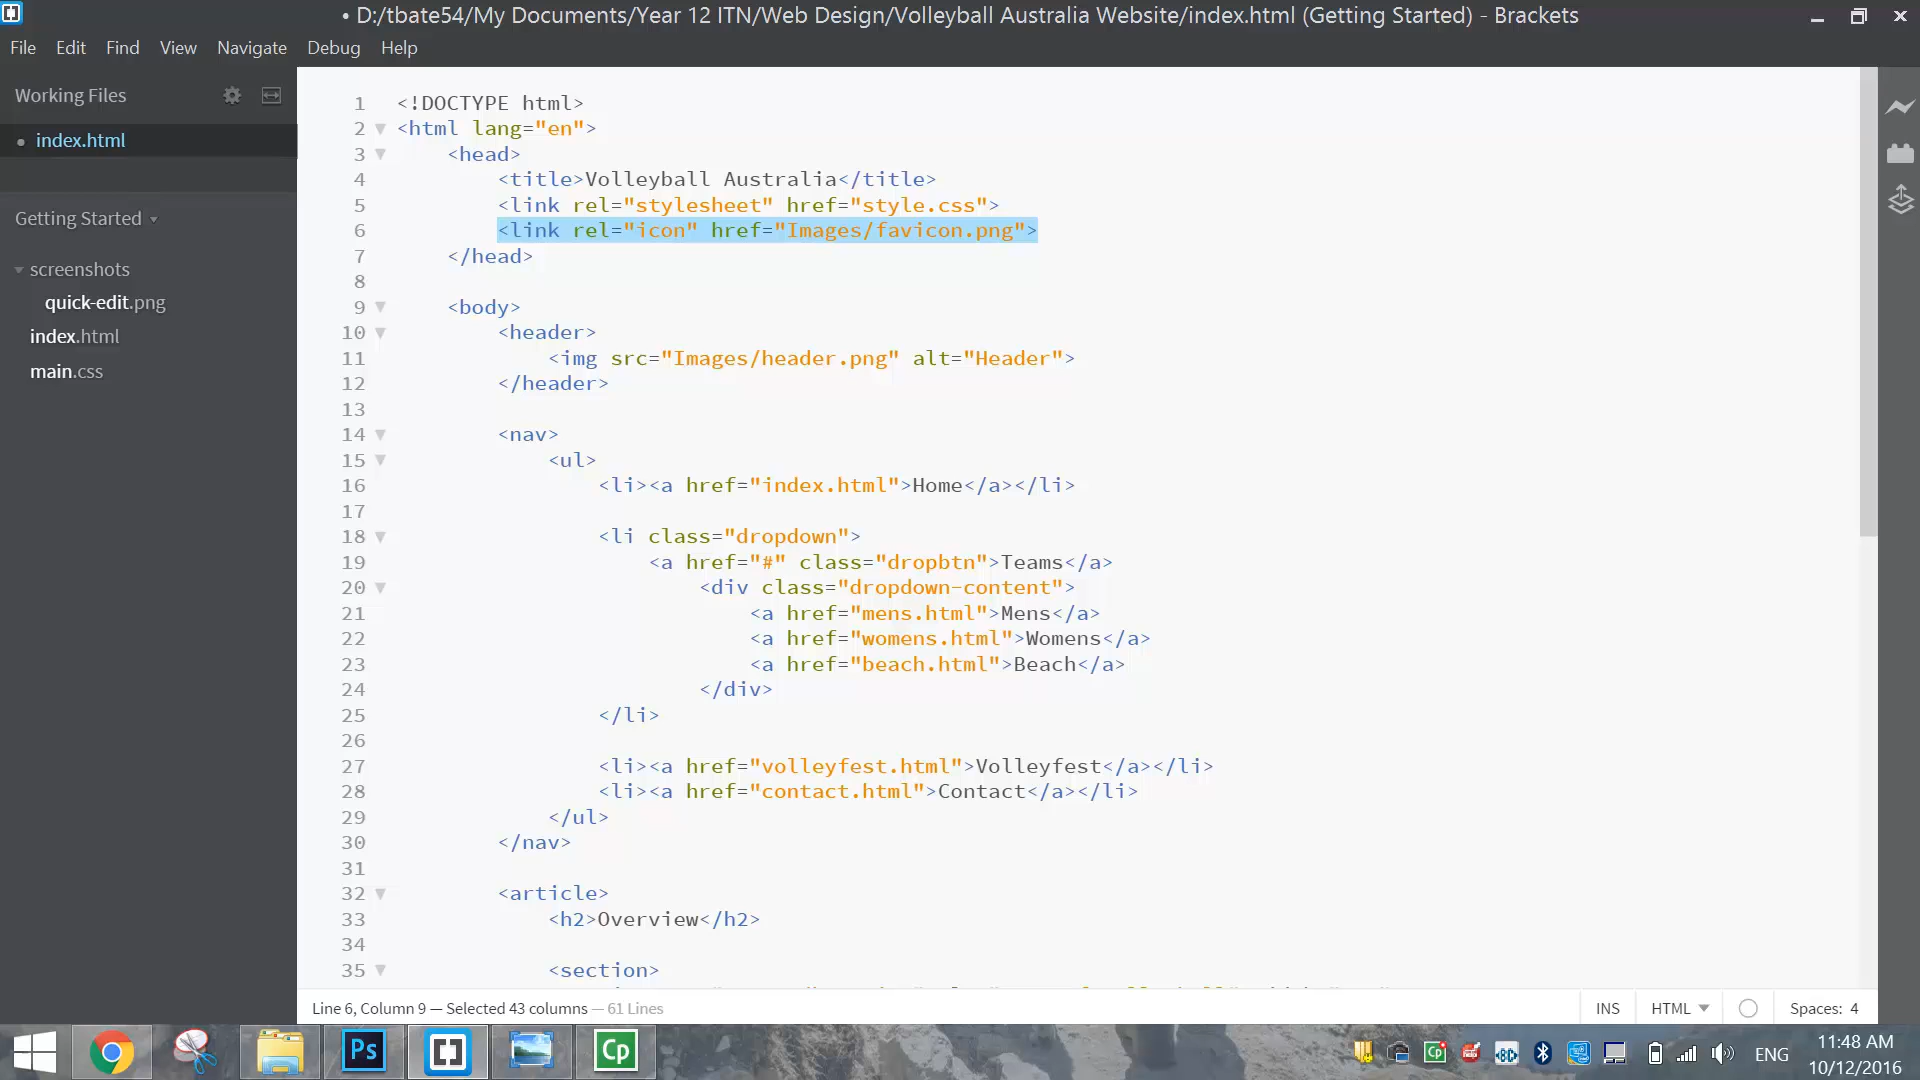 • D:/tbate54/My Documents/Year 12 ITN/Web Design/Volleyball Australia Website/index.html (Getting Started) - Brackets
File Edit Find View Navigate Debug Help
Working Files
• index.html
Getting Started
screenshots
quick-edit.png
index.html
main.css
1 <!DOCTYPE html>
2 <html lang="en">
3 <head>
4 <title>Volleyball Australia</title>
5 <link rel="stylesheet" href="style.css">
6 <link rel="icon" href="Images/favicon.png">
7 </head>
8
9 <body>
10 <header>
11 <img src="Images/header.png" alt="Header">
12 </header>
13
14 <nav>
15 <ul>
16 <li><a href="index.html">Home</a></li>
17
18 <li class="dropdown">
19 <a href="#" class="dropbtn">Teams</a>
20 <div class="dropdown-content">
21 <a href="mens.html">Mens</a>
22 <a href="womens.html">Womens</a>
23 <a href="beach.html">Beach</a>
24 </div>
25 </li>
26
27 <li><a href="volleyfest.html">Volleyfest</a></li>
28 <li><a href="contact.html">Contact</a></li>
29 </ul>
30 </nav>
31
32 <article>
33 <h2>Overview</h2>
34
35 <section>
Line 6, Column 9 — Selected 43 columns — 61 Lines
INS HTML Spaces: 4
Ps Cp Cp ENG
11:48 AM
10/12/2016